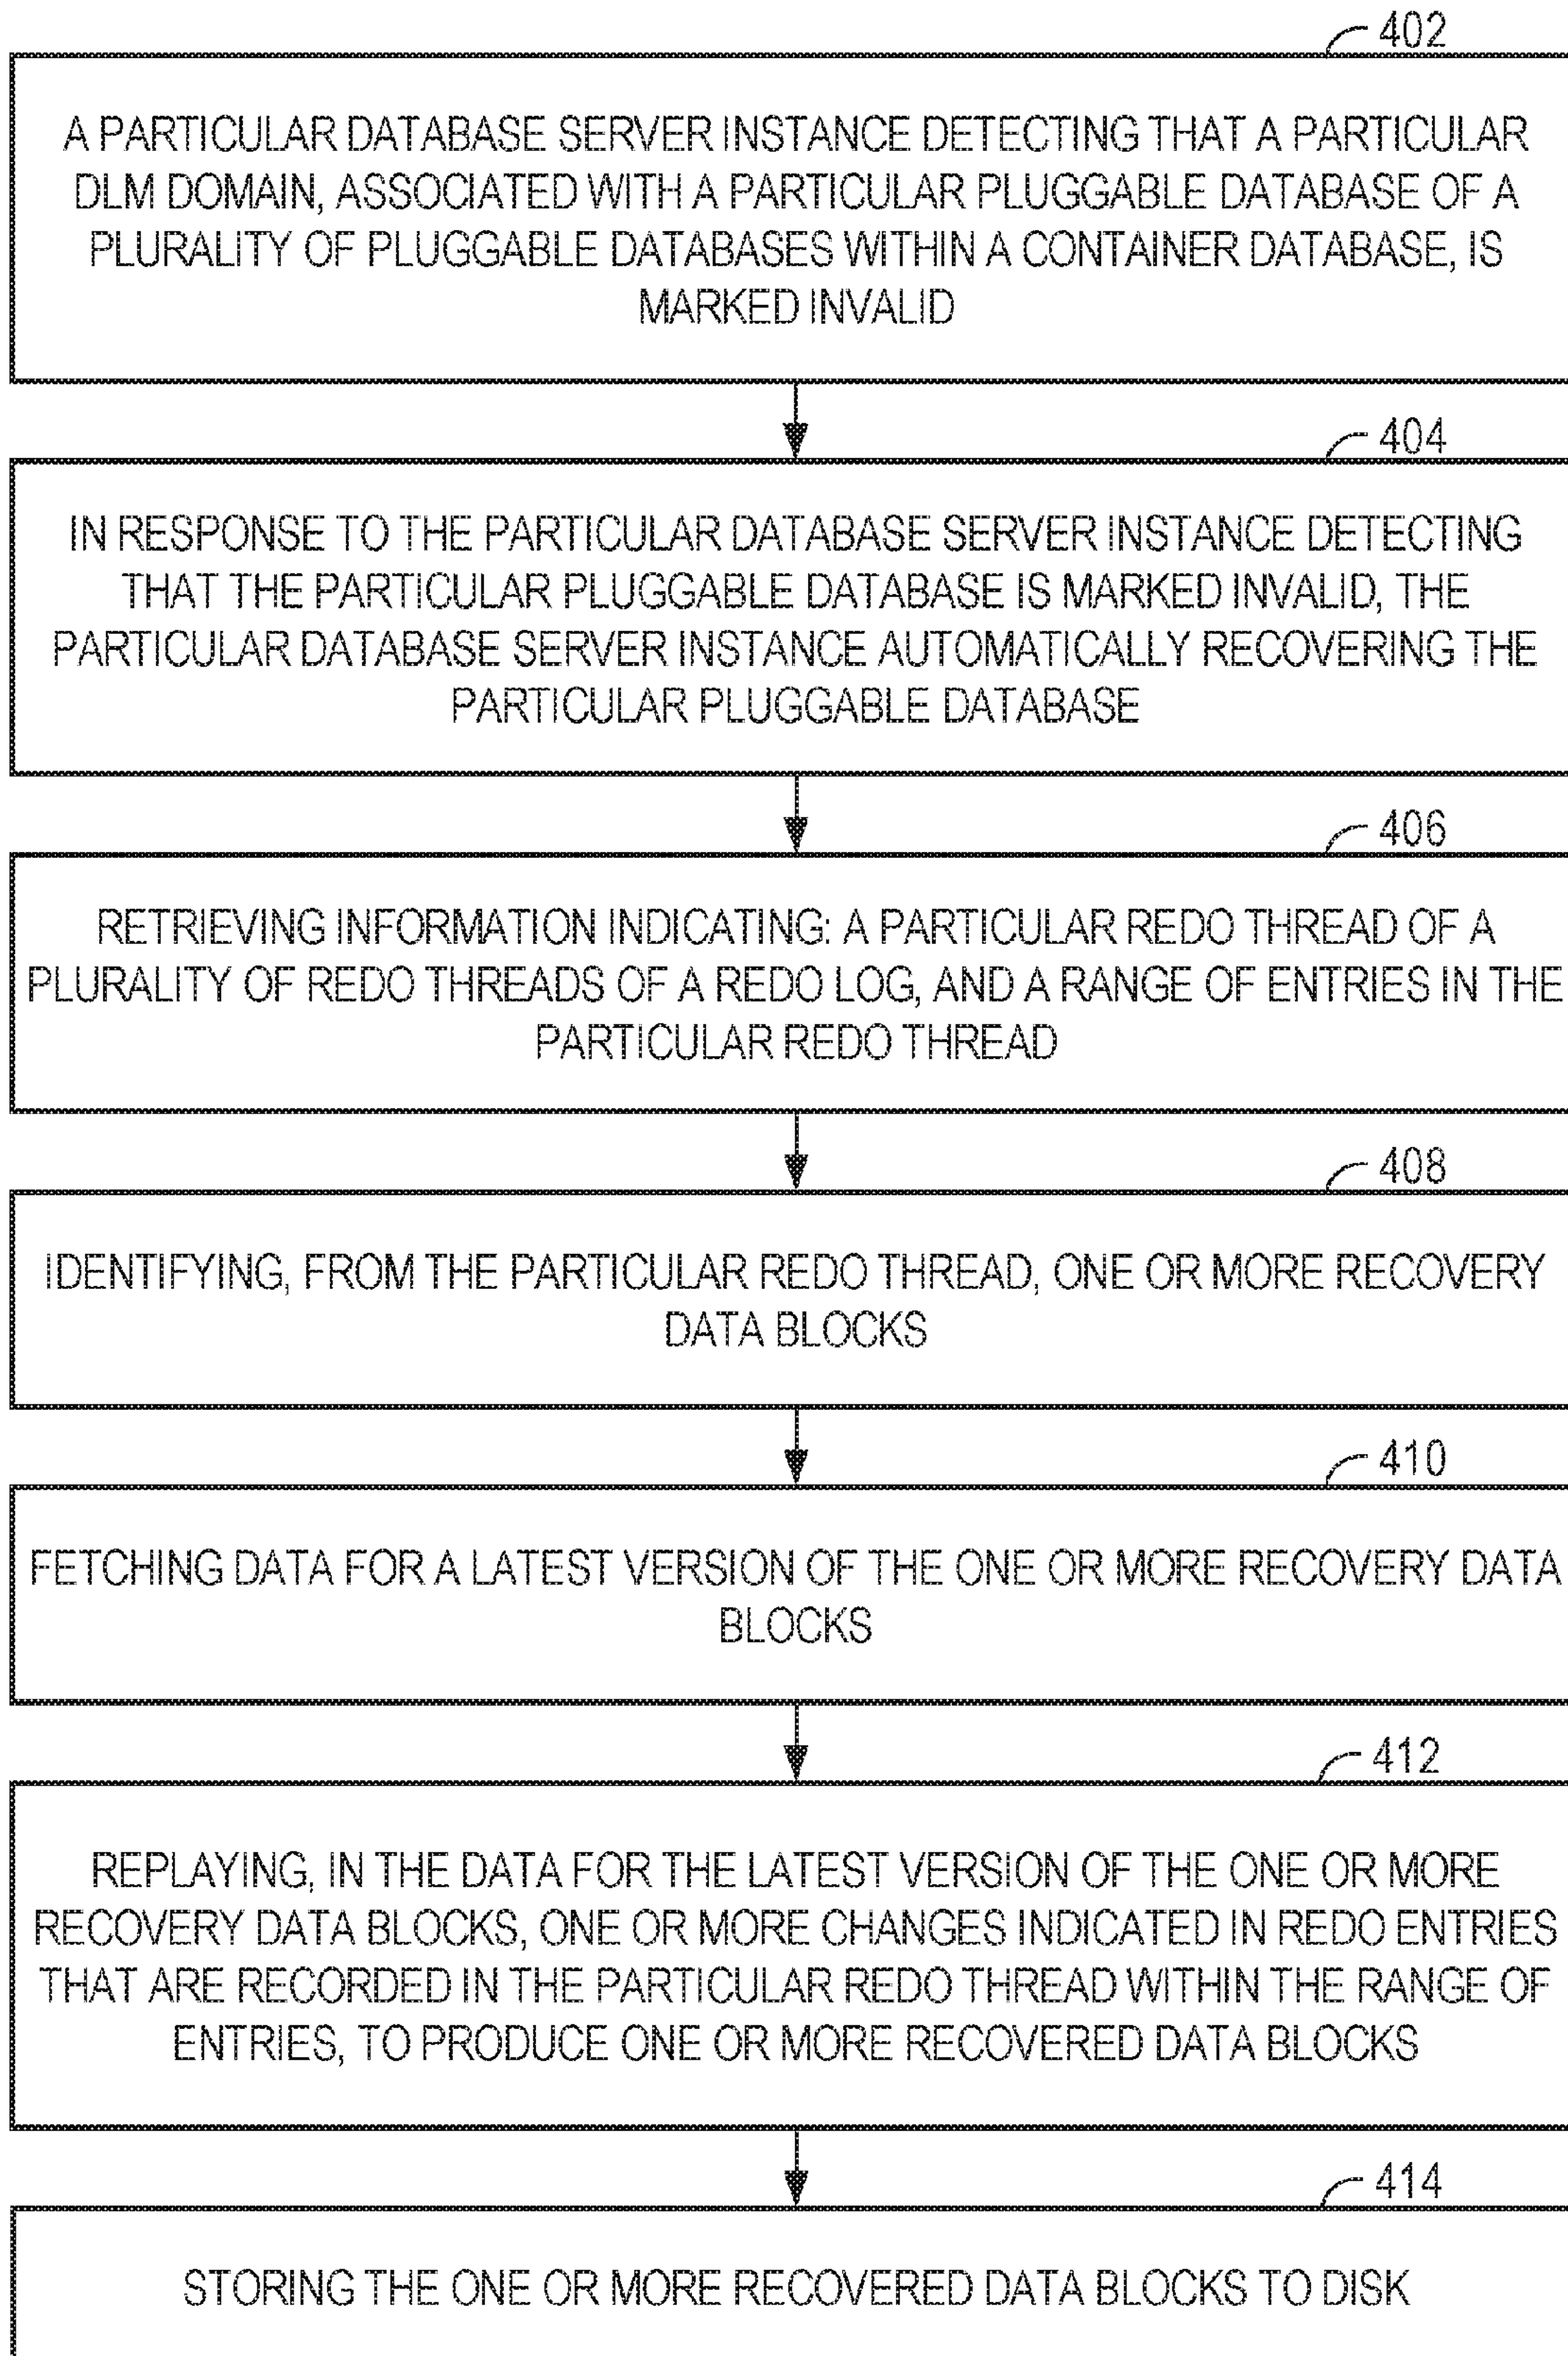 402
A PARTICULAR DATABASE SERVER INSTANCE DETECTING THAT A PARTICULAR
DLM DOMAIN, ASSOCIATED WITH A PARTICULAR PLUGGABLE DATABASE OF A
PLURALITY OF PLUGGABLE DATABASES WITHIN A CONTAINER DATABASE, IS
MARKED INVALID
404
IN RESPONSE TO THE PARTICULAR DATABASE SERVER INSTANCE DETECTING
THAT THE PARTICULAR PLUGGABLE DATABASE IS MARKED INVALID, THE
PARTICULAR DATABASE SERVER INSTANCE AUTOMATICALLY RECOVERING THE
PARTICULAR PLUGGABLE DATABASE
406
RETRIEVING INFORMATION INDICATING: A PARTICULAR REDO THREAD OF A
PLURALITY OF REDO THREADS OF A REDO LOG, AND A RANGE OF ENTRIES IN THE
PARTICULAR REDO THREAD
408
IDENTIFYING, FROM THE PARTICULAR REDO THREAD, ONE OR MORE RECOVERY
DATA BLOCKS
410
FETCHING DATA FOR A LATEST VERSION OF THE ONE OR MORE RECOVERY DATA
BLOCKS
412
REPLAYING, IN THE DATA FOR THE LATEST VERSION OF THE ONE OR MORE
RECOVERY DATA BLOCKS, ONE OR MORE CHANGES INDICATED IN REDO ENTRIES
THAT ARE RECORDED IN THE PARTICULAR REDO THREAD WITHIN THE RANGE OF
ENTRIES, TO PRODUCE ONE OR MORE RECOVERED DATA BLOCKS
414
STORING THE ONE OR MORE RECOVERED DATA BLOCKS TO DISK